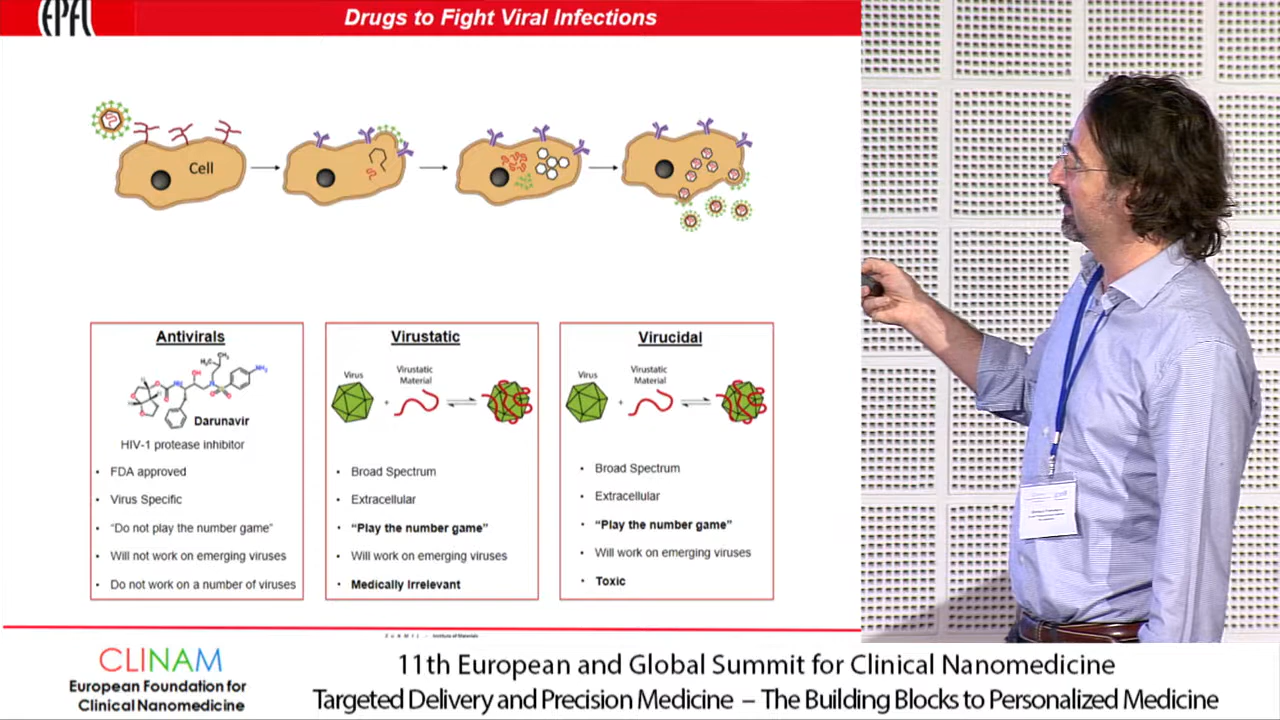 EPFL
Drugs to Fight Viral Infections
Cell
Antivirals
Darunavir
HIV-1 protease inhibitor
• FDA approved
• Virus Specific
• “Do not play the number game”
• Will not work on emerging viruses
• Do not work on a number of viruses
Virustatic
Virus
+
Virustatic
Material
• Broad Spectrum
• Extracellular
• “Play the number game”
• Will work on emerging viruses
• Medically Irrelevant
Virucidal
Virus
+
Virustatic
Material
• Broad Spectrum
• Extracellular
• “Play the number game”
• Will work on emerging viruses
• Toxic
S u N M I L – Institute of Materials
CLINAM
European Foundation for
Clinical Nanomedicine
11th European and Global Summit for Clinical Nanomedicine
Targeted Delivery and Precision Medicine – The Building Blocks to Personalized Medicine